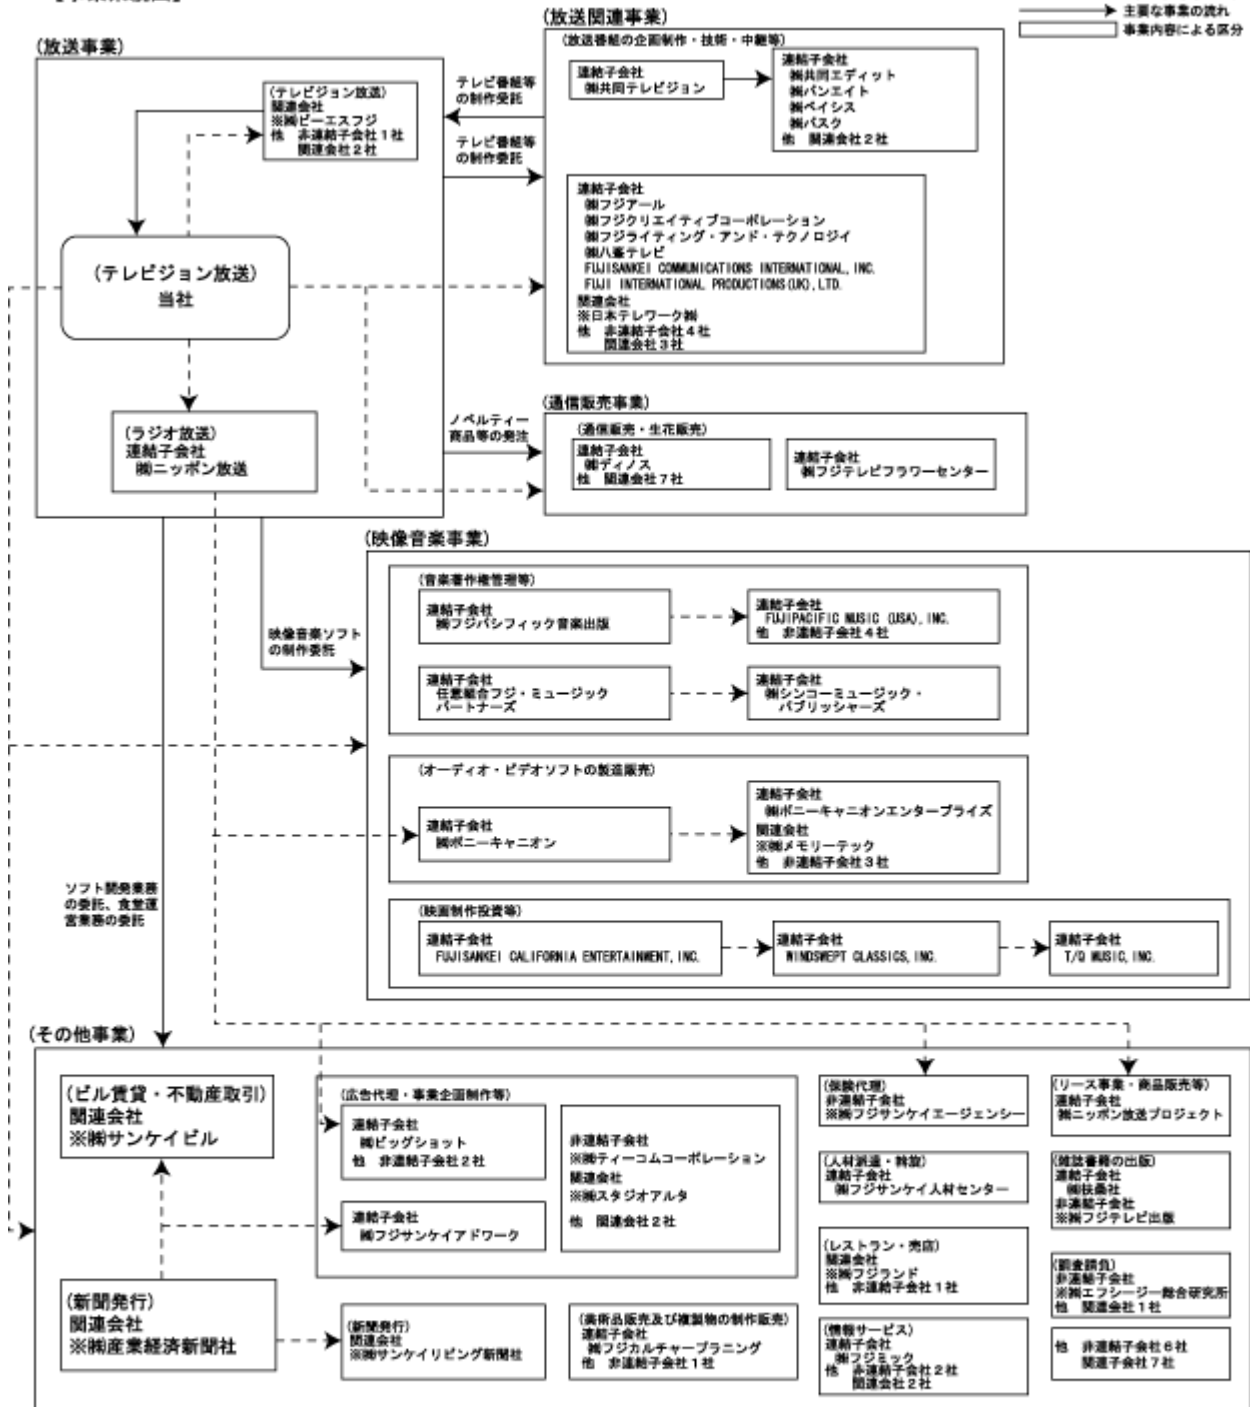 主要な事業の流れ
事業内容による区分
(放送事業)
(テレビジョン放送)
関連会社
※㈱ビーエスフジ
他 非連結子会社1社
関連会社2社
(テレビジョン放送)
当社
(ラジオ放送)
連結子会社
㈱ニッポン放送
テレビ番組等
の制作受託
テレビ番組等
の制作委託
(放送関連事業)
(放送番組の企画制作・技術・中継等)
連結子会社
㈱共同テレビジョン
連結子会社
㈱共同エディット
㈱バンエイト
㈱ベイシス
㈱バスク
他 関連会社2社
連結子会社
㈱フジアール
㈱フジクリエイティブコーポレーション
㈱フジライティング・アンド・テクノロジイ
㈱八峯テレビ
FUJISANKEI COMMUNICATIONS INTERNATIONAL, INC.
FUJI INTERNATIONAL PRODUCTIONS(UK), LTD.
関連会社
※日本テレワーク㈱
他 非連結子会社4社
関連会社3社
ノベルティー
商品等の発注
(通信販売事業)
(通信販売・生花販売)
連結子会社
㈱ディノス
他 関連会社7社
連結子会社
㈱フジテレビフラワーセンター
映像音楽ソフト
の制作委託
(映像音楽事業)
(音楽著作権管理等)
連結子会社
㈱フジパシフィック音楽出版
連結子会社
FUJIPACIFIC MUSIC (USA), INC.
他 非連結子会社4社
連結子会社
任意組合フジ・ミュージック
パートナーズ
連結子会社
㈱シンコーミュージック・
パブリッシャーズ
(オーディオ・ビデオソフトの製造販売)
連結子会社
㈱ポニーキャニオン
連結子会社
㈱ポニーキャニオンエンタープライズ
関連会社
※㈱メモリーテック
他 非連結子会社3社
(映画制作投資等)
連結子会社
FUJISANKEI CALIFORNIA ENTERTAINMENT, INC.
連結子会社
WINDSWEPT CLASSICS, INC.
連結子会社
T/Q MUSIC, INC.
ソフト開発業務
の委託、食堂運
営業務の委託
(その他事業)
(ビル賃貸・不動産取引)
関連会社
※㈱サンケイビル
(新聞発行)
関連会社
※㈱産業経済新聞社
(広告代理・事業企画制作等)
連結子会社
㈱ビッグショット
他 非連結子会社2社
連結子会社
㈱フジサンケイアドワーク
非連結子会社
※㈱ティーコムコーポレーション
関連会社
※㈱スタジオアルタ
他 関連会社2社
(新聞発行)
関連会社
※㈱サンケイリビング新聞社
(美術品販売及び複製物の制作販売)
連結子会社
㈱フジカルチャープラニング
他 非連結子会社1社
(保険代理)
非連結子会社
※㈱フジサンケイエージェンシー
(人材派遣・斡旋)
連結子会社
㈱フジサンケイ人材センター
(レストラン・売店)
関連会社
※㈱フジランド
他 非連結子会社1社
(情報サービス)
連結子会社
㈱フジミック
他 非連結子会社2社
関連会社2社
(リース事業・商品販売等)
連結子会社
㈱ニッポン放送プロジェクト
(雑誌書籍の出版)
連結子会社
㈱扶桑社
非連結子会社
※㈱フジテレビ出版
(調査請負)
非連結子会社
※㈱エフシージー総合研究所
他 関連会社1社
他 非連結子会社6社
関連子会社7社